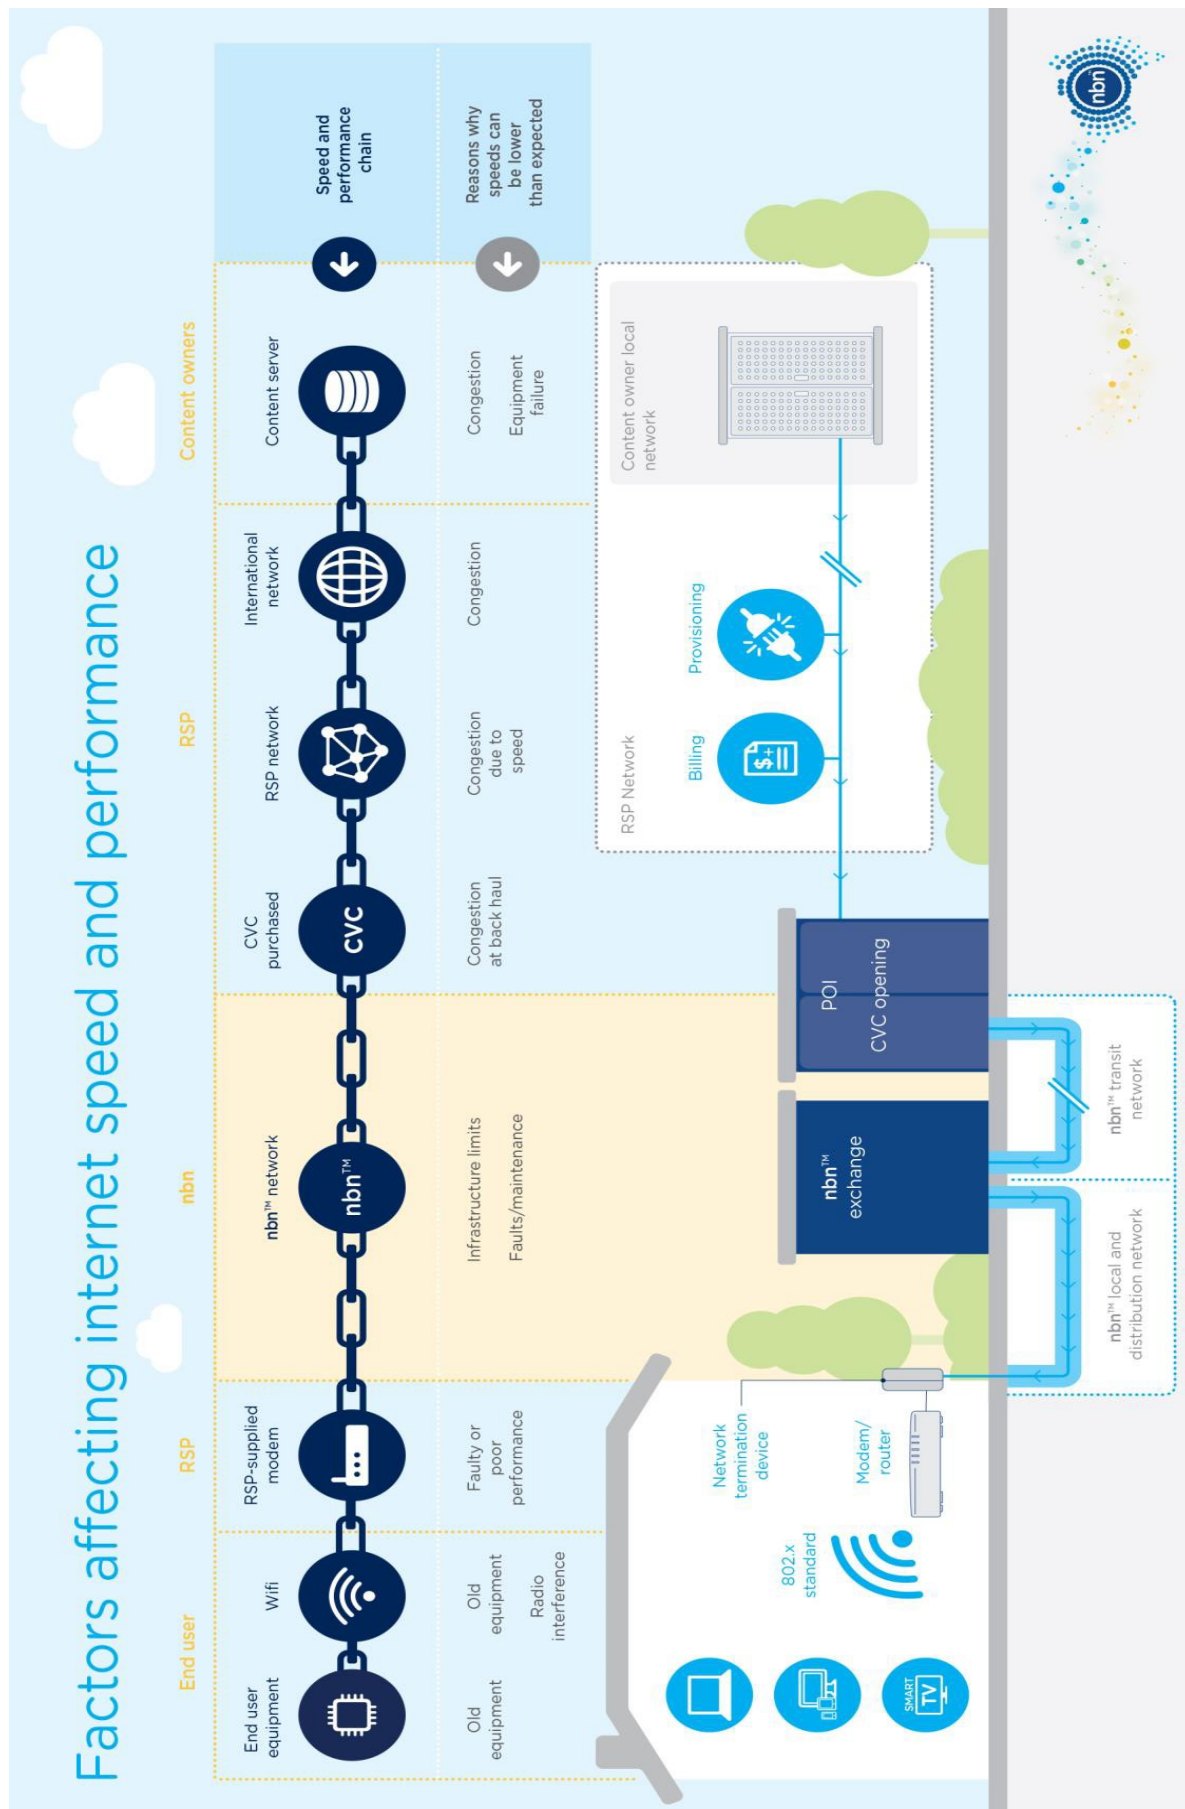 Factors affecting internet speed and performance
End user
RSP
nbn
RSP
Content owners
End user
equipment
Wifi
RSP-supplied
modem
nbn™ network
CVC
purchased
RSP network
International
network
Content server
Speed and
performance
chain
nbn™
CVC
Old
equipment
Old
equipment
Radio
interference
Faulty or
poor
performance
Infrastructure limits
Faults/maintenance
Congestion
at back haul
Congestion
due to
speed
Congestion
Congestion
Equipment
failure
Reasons why
speeds can
be lower
than expected
SMART
TV
802.x
standard
Network
termination
device
Modem/
router
nbn™
exchange
POI
CVC opening
RSP Network
Billing
Provisioning
Content owner local
network
nbn™ local and
distribution network
nbn™ transit
network
nbn™